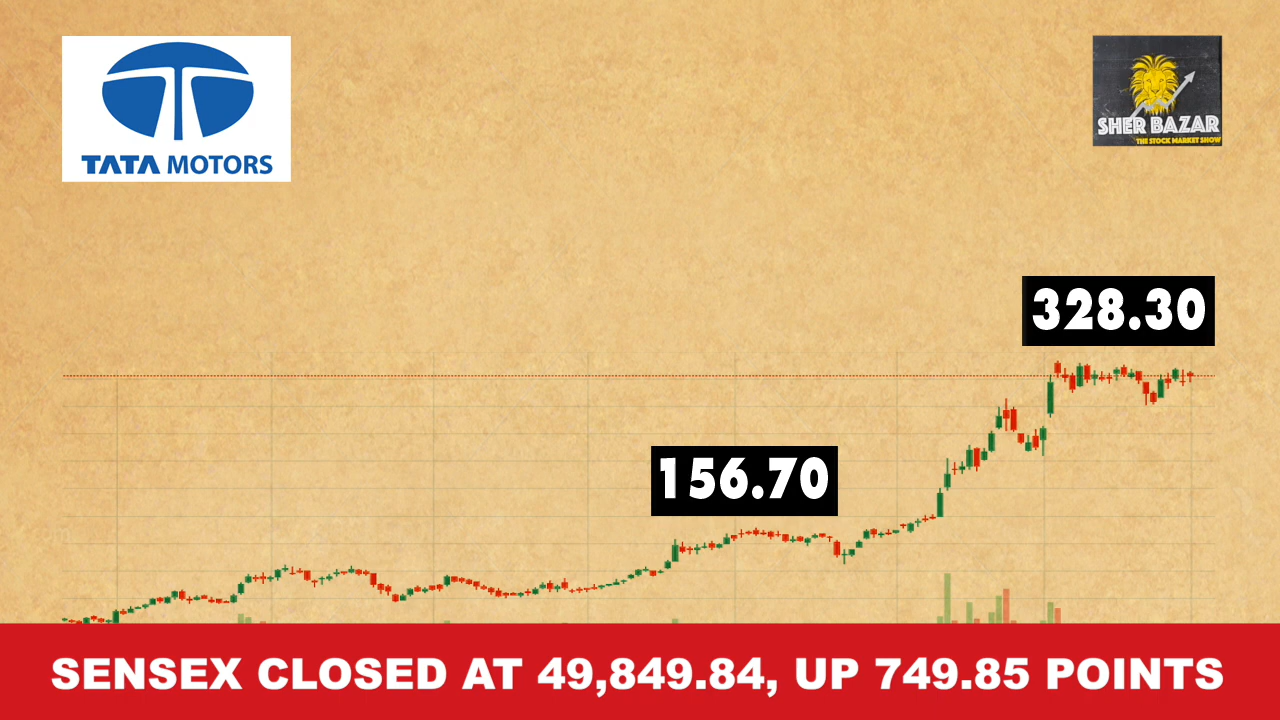 TATA MOTORS
SHER BAZAR
THE STOCK MARKET SHOW
328.30
156.70
SENSEX CLOSED AT 49,849.84, UP 749.85 POINTS